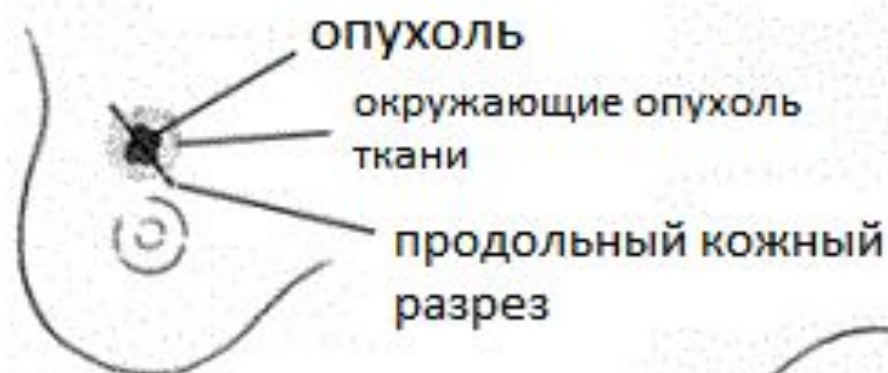 опухоль
окружающие опухоль
ткани
продольный кожный
разрез